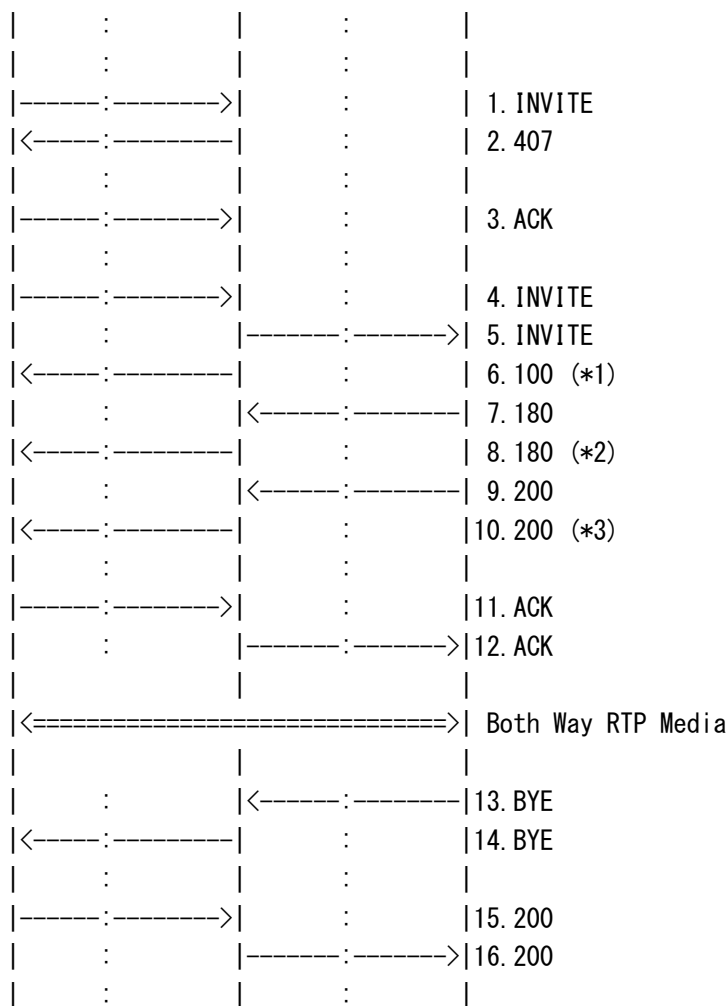 1. INVITE
2. 407
3. ACK
4. INVITE
5. INVITE
6. 100 (*1)
7. 180
8. 180 (*2)
9. 200
10. 200 (*3)
11. ACK
12. ACK
Both Way RTP Media
13. BYE
14. BYE
15. 200
16. 200